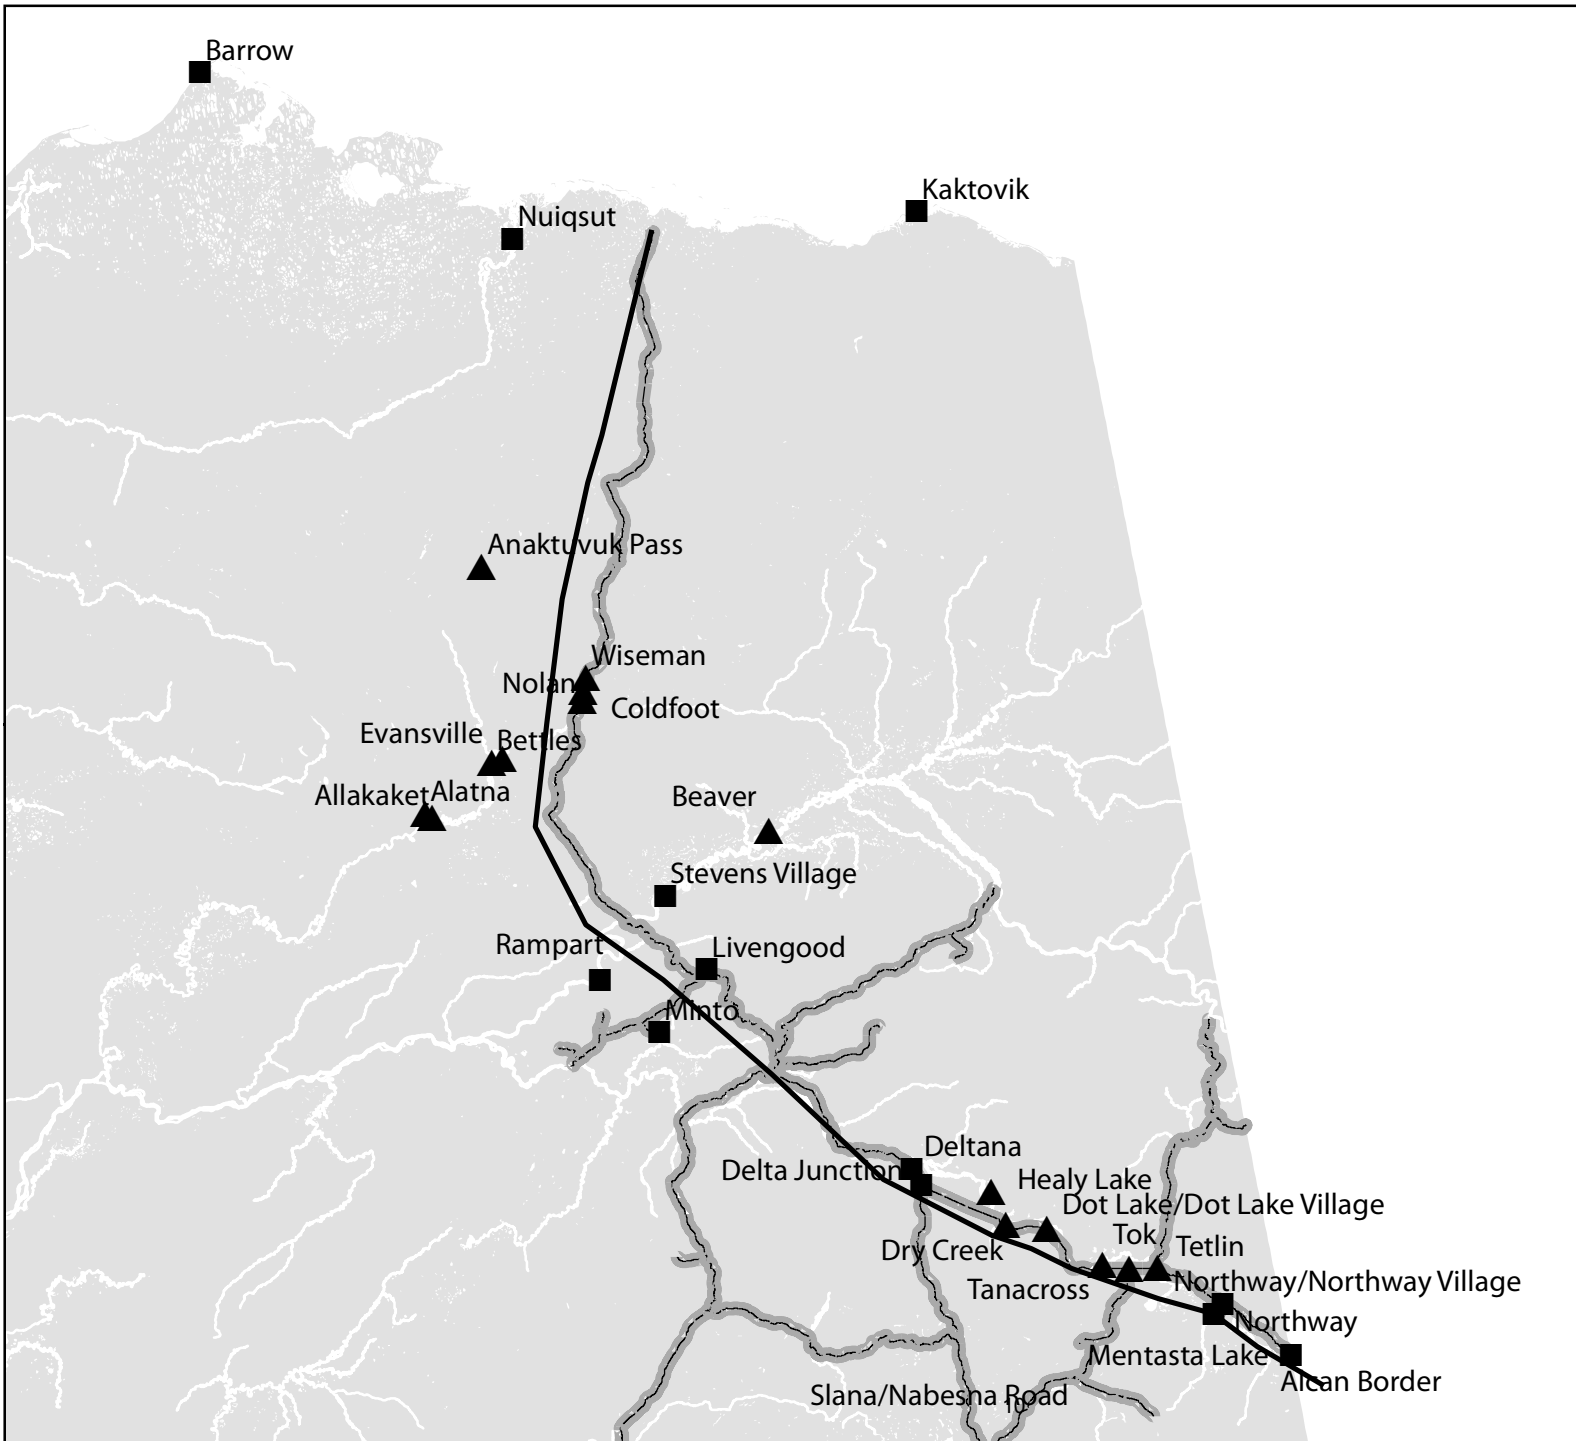 Barrow
Kaktovik
Nuiqsut
Anaktuvuk Pass
Wiseman
Nolan
Coldfoot
Evansville
Bettles
Allakaket
Alatna
Beaver
Stevens Village
Rampart
Livengood
Minto
Deltana
Delta Junction
Healy Lake
Dot Lake/Dot Lake Village
Dry Creek
Tok
Tetlin
Tanacross
Northway/Northway Village
Northway
Mentasta Lake
Alcan Border
Slana/Nabesna Road
10